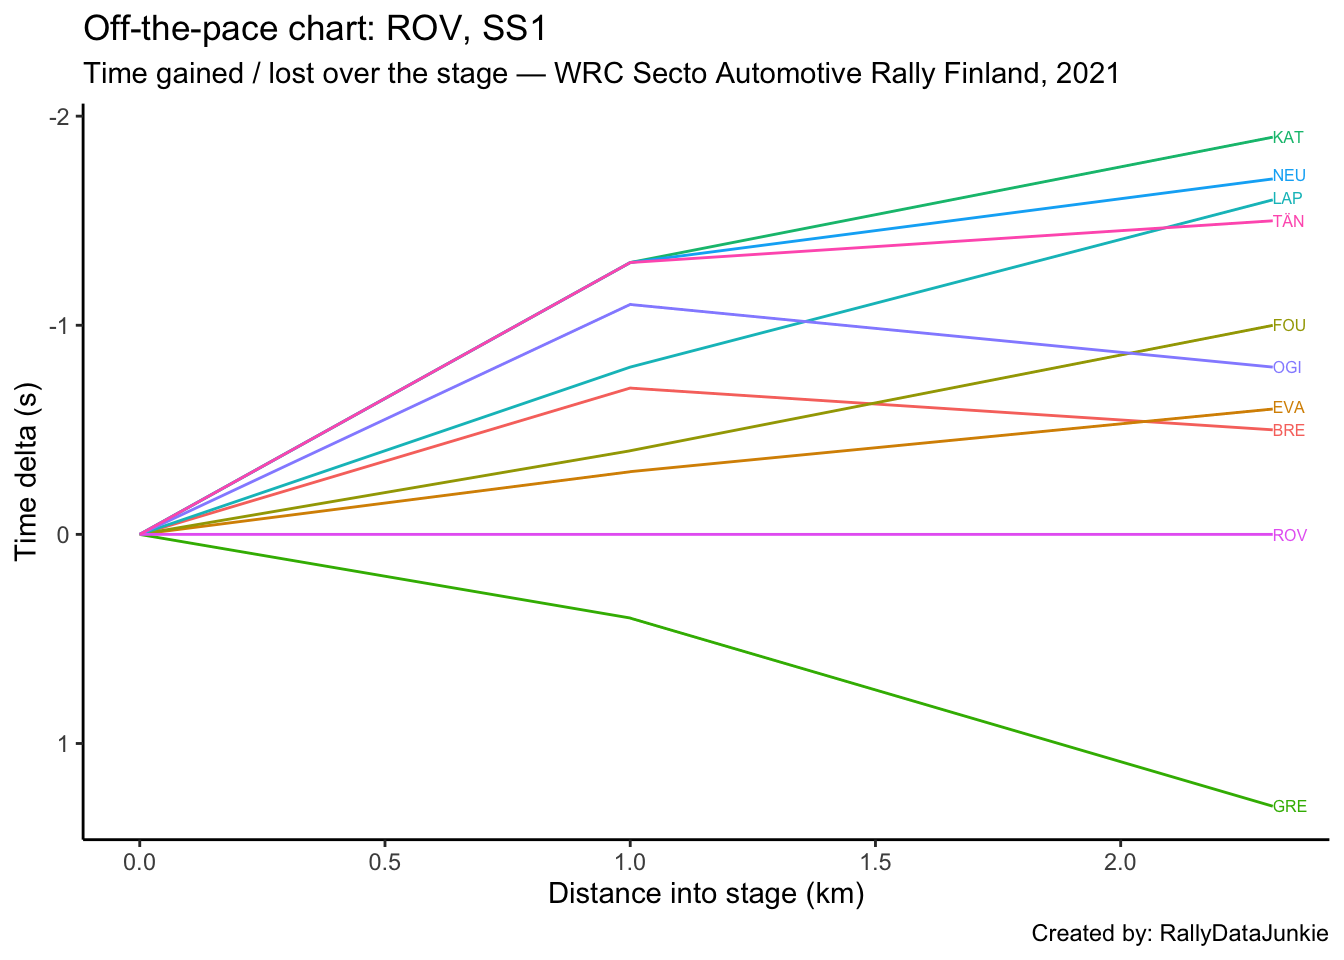 Off-the-pace chart: ROV, SS1
Time gained / lost over the stage — WRC Secto Automotive Rally Finland, 2021
Time delta (s)
-2
-1
0
1
KAT
NEU
LAP
TÄN
FOU
OGI
EVA
BRE
ROV
GRE
0.0 0.5 1.0 1.5 2.0
Distance into stage (km)
Created by: RallyDataJunkie